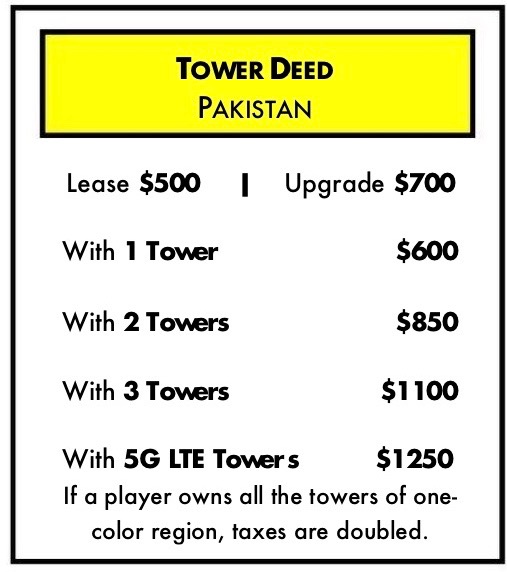 TOWER DEED
PAKISTAN
Lease $500 | Upgrade $700
With 1 Tower $600
With 2 Towers $850
With 3 Towers $1100
With 5G LTE Towers $1250
If a player owns all the towers of one-
color region, taxes are doubled.